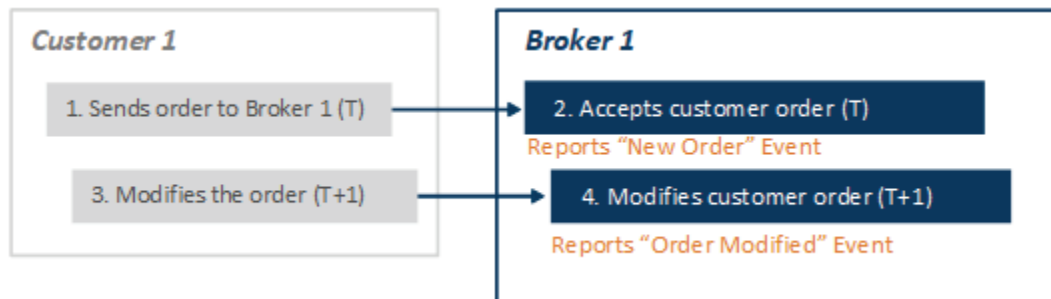 Customer 1
Broker 1
1. Sends order to Broker 1 (T)
2. Accepts customer order (T)
Reports “New Order” Event
3. Modifies the order (T+1)
4. Modifies customer order (T+1)
Reports “Order Modified” Event